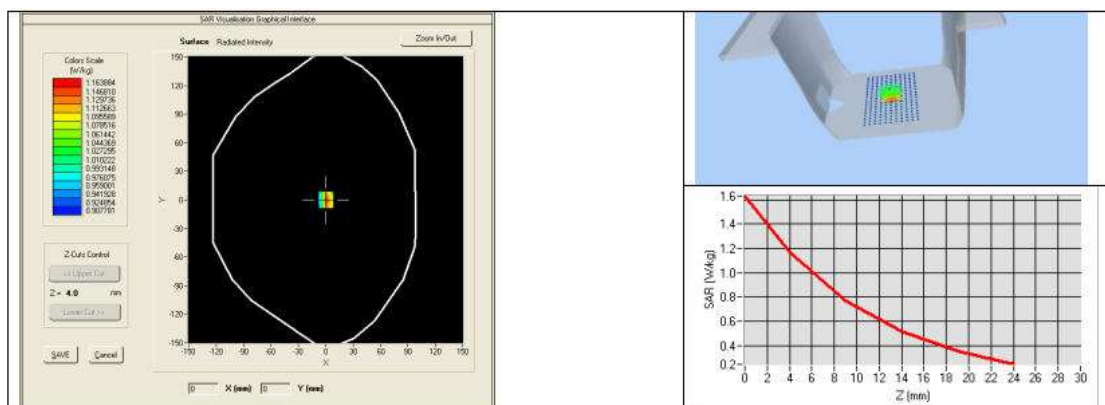 SAR Visualisation Graphical Interface
Surface Radiated Intensity
Zoom In/Out
Colors Scale
(W/kg)
1.163884
1.146810
1.129736
1.112663
1.095589
1.078516
1.061442
1.044369
1.027295
1.010222
0.993148
0.976075
0.959001
0.941928
0.924854
0.907781
Z-Cuts Control
<< Upper Cut
Z = 4.0 mm
Lower Cut >>
SAVE Cancel
150
120
90
60
30
0
-30
-60
-90
-120
-150
Y
-150 -120 -90 -60 -30 0 30 60 90 120 150
X
0 X (mm) 0 Y (mm)
1.6
1.4
1.2
1.0
0.8
0.6
0.4
0.2
SAR (W/kg)
0 2 4 6 8 10 12 14 16 18 20 22 24 26 28 30
Z (mm)